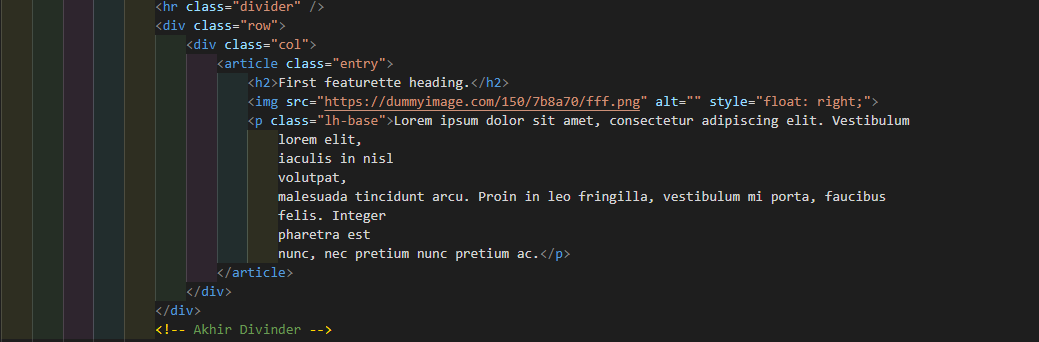 <hr class="divider" />
<div class="row">
<div class="col">
<article class="entry">
<h2>First featurette heading.</h2>
<img src="https://dummyimage.com/150/7b8a70/fff.png" alt="" style="float: right;">
<p class="lh-base">Lorem ipsum dolor sit amet, consectetur adipiscing elit. Vestibulum
lorem elit,
iaculis in nisl
volutpat,
malesuada tincidunt arcu. Proin in leo fringilla, vestibulum mi porta, faucibus
felis. Integer
pharetra est
nunc, nec pretium nunc pretium ac.</p>
</article>
</div>
</div>
<!-- Akhir Divinder -->